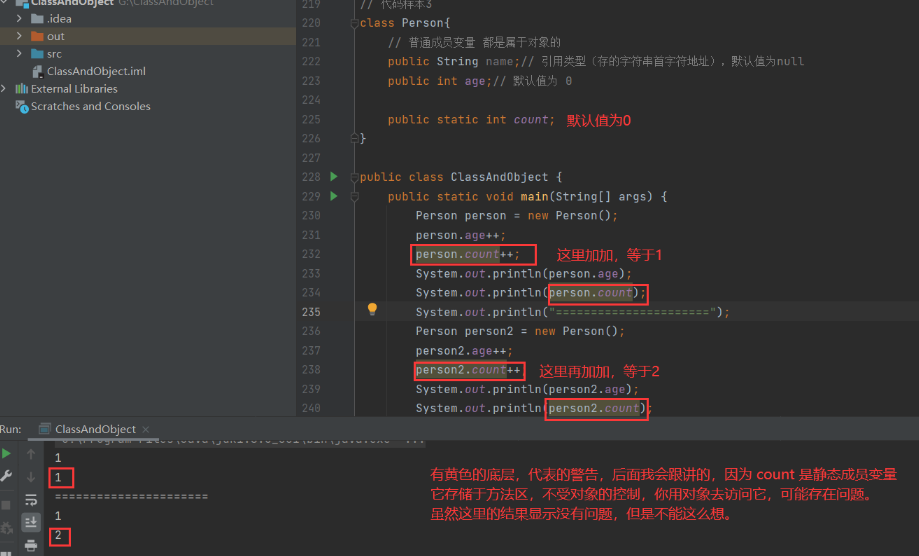 ClassAndObject G:\ClassAndObject
.idea
out
src
ClassAndObject.iml
External Libraries
Scratches and Consoles
219 // 代码样本3
220 class Person{
221 // 普通成员变量 都是属于对象的
222 public String name;// 引用类型（存的字符串首字符地址），默认值为null
223 public int age;// 默认值为 0
224
225 public static int count; 默认值为0
226 }
227
228 public class ClassAndObject {
229 public static void main(String[] args) {
230 Person person = new Person();
231 person.age++;
232 person.count++; 这里加加，等于1
233 System.out.println(person.age);
234 System.out.println(person.count);
235 System.out.println("======================");
236 Person person2 = new Person();
237 person2.age++;
238 person2.count++ 这里再加加，等于2
239 System.out.println(person2.age);
240 System.out.println(person2.count);
Run: ClassAndObject
1
1
======================
1
2
有黄色的底层，代表的警告，后面我会跟讲的，因为 count 是静态成员变量
它存储于方法区，不受对象的控制，你用对象去访问它，可能存在问题。
虽然这里的结果显示没有问题，但是不能这么想。